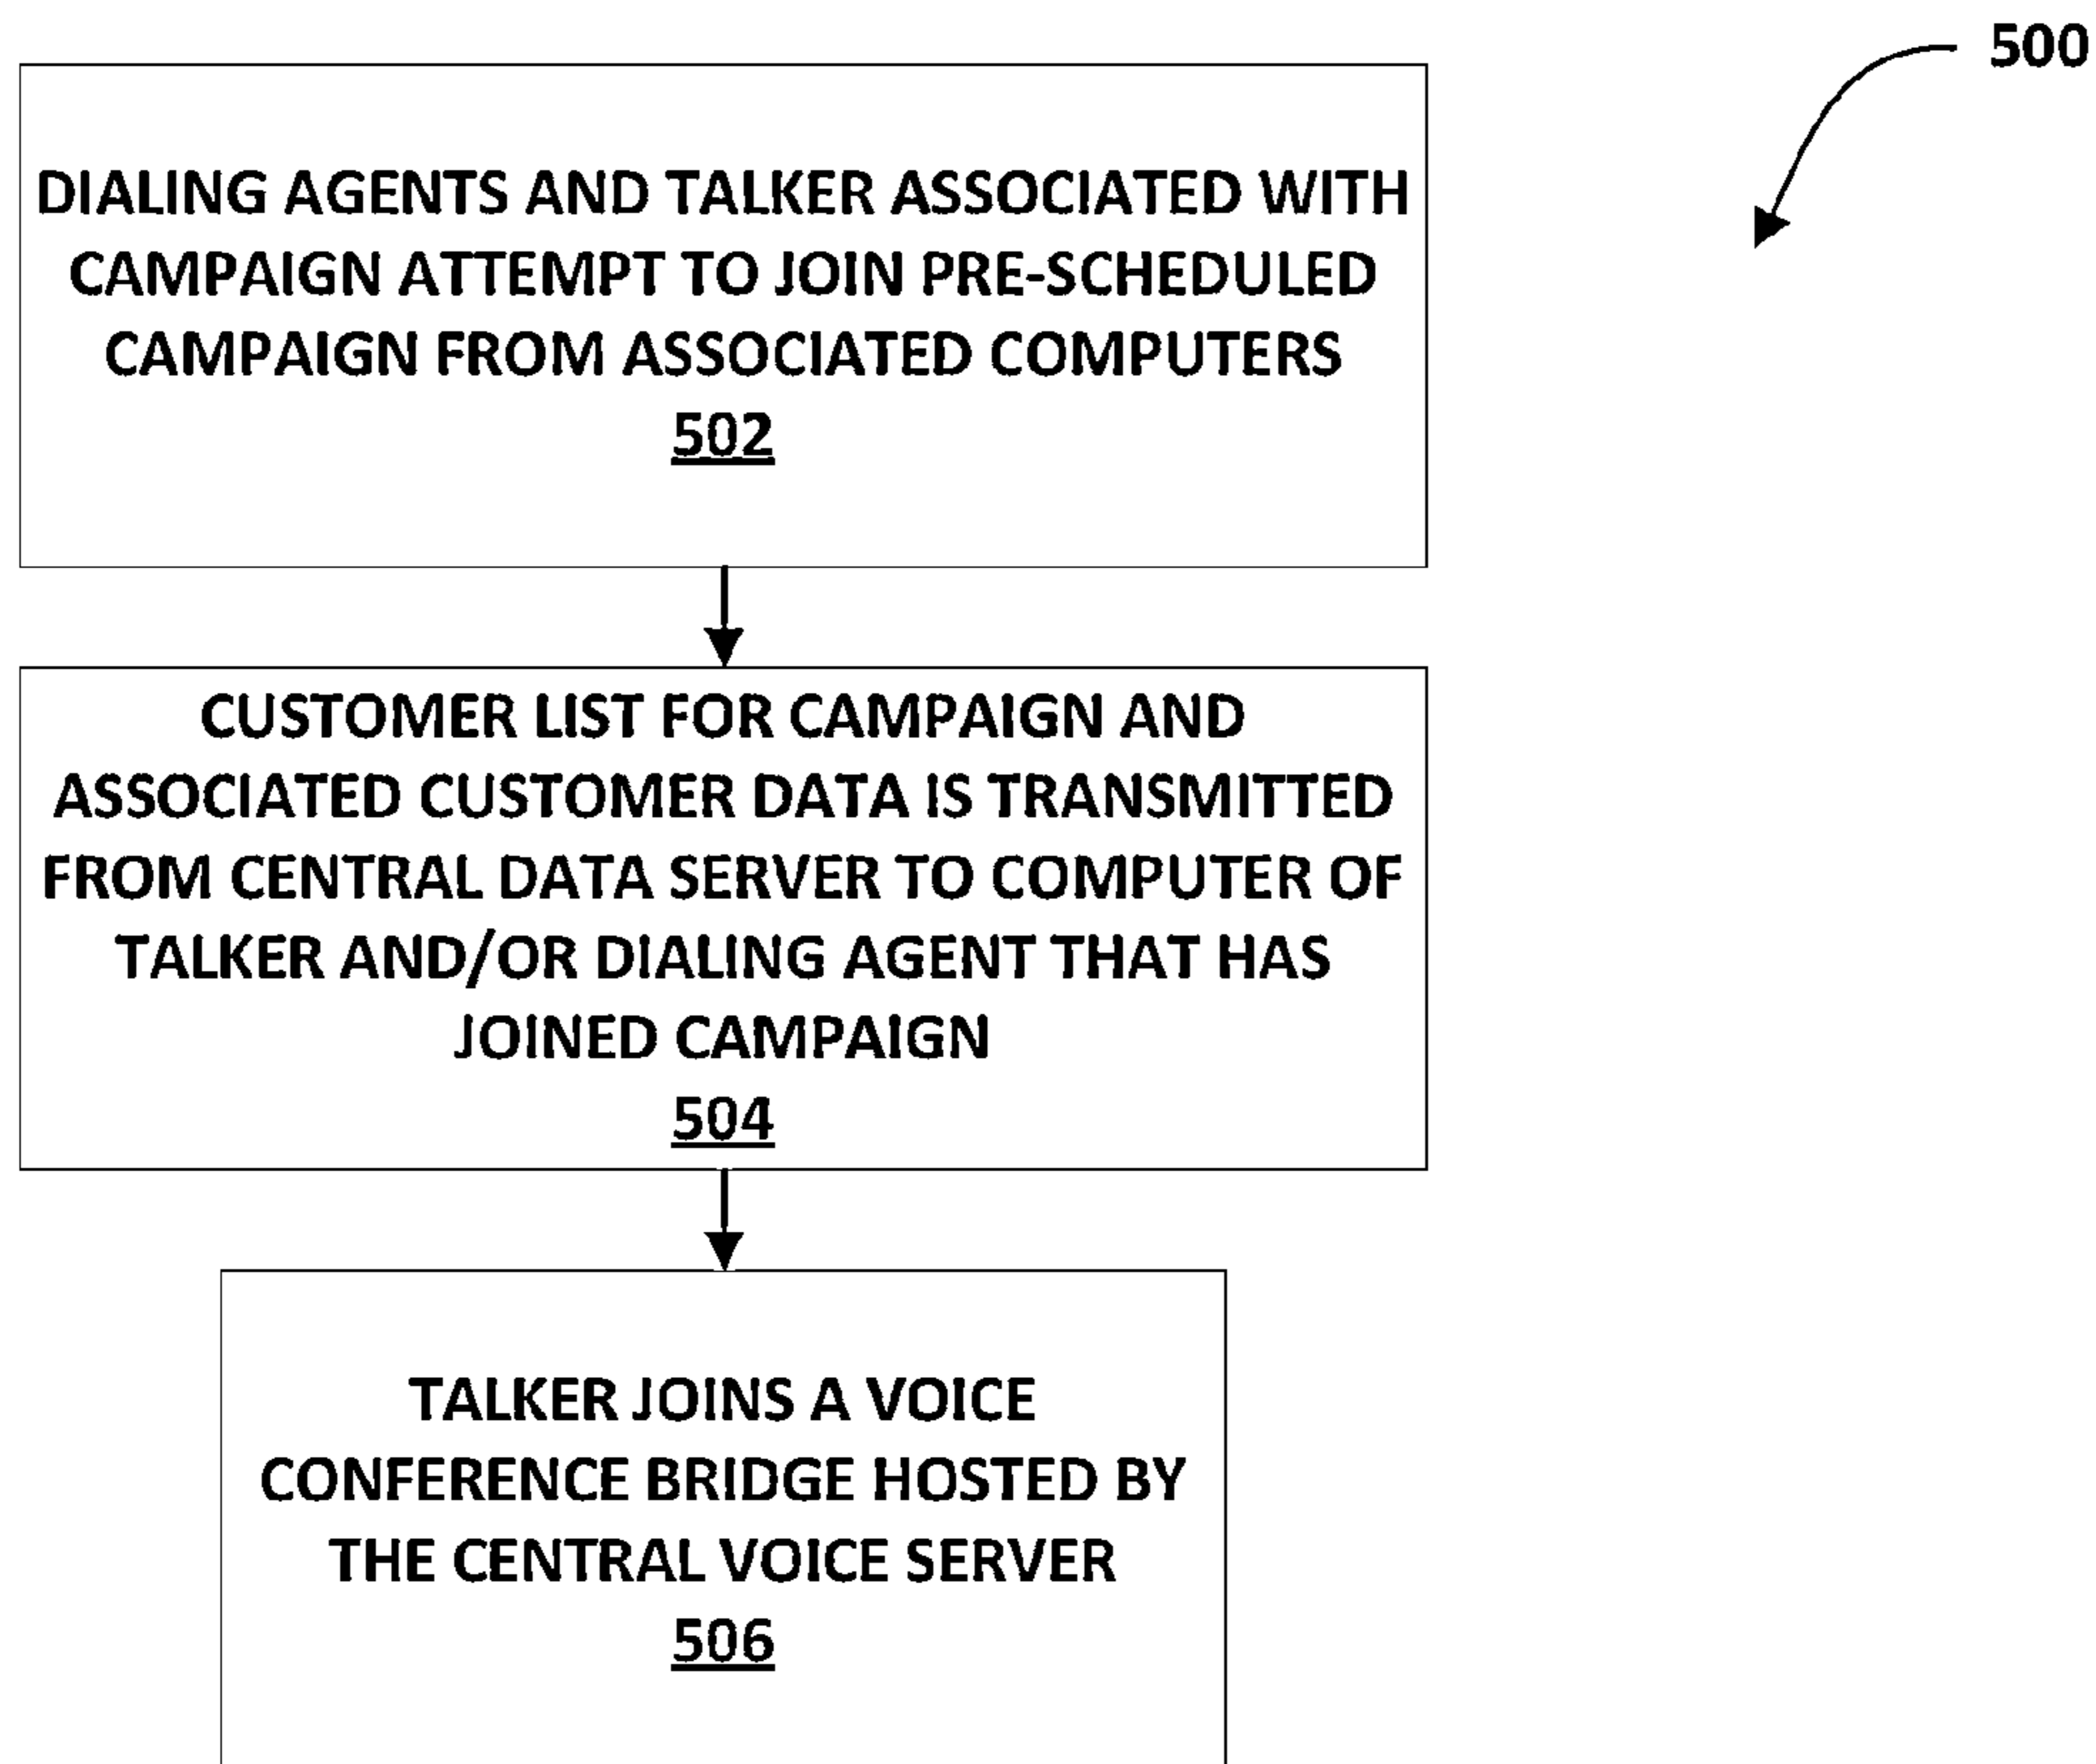 500
DIALING AGENTS AND TALKER ASSOCIATED WITH
CAMPAIGN ATTEMPT TO JOIN PRE-SCHEDULED
CAMPAIGN FROM ASSOCIATED COMPUTERS
502
CUSTOMER LIST FOR CAMPAIGN AND
ASSOCIATED CUSTOMER DATA IS TRANSMITTED
FROM CENTRAL DATA SERVER TO COMPUTER OF
TALKER AND/OR DIALING AGENT THAT HAS
JOINED CAMPAIGN
504
TALKER JOINS A VOICE
CONFERENCE BRIDGE HOSTED BY
THE CENTRAL VOICE SERVER
506